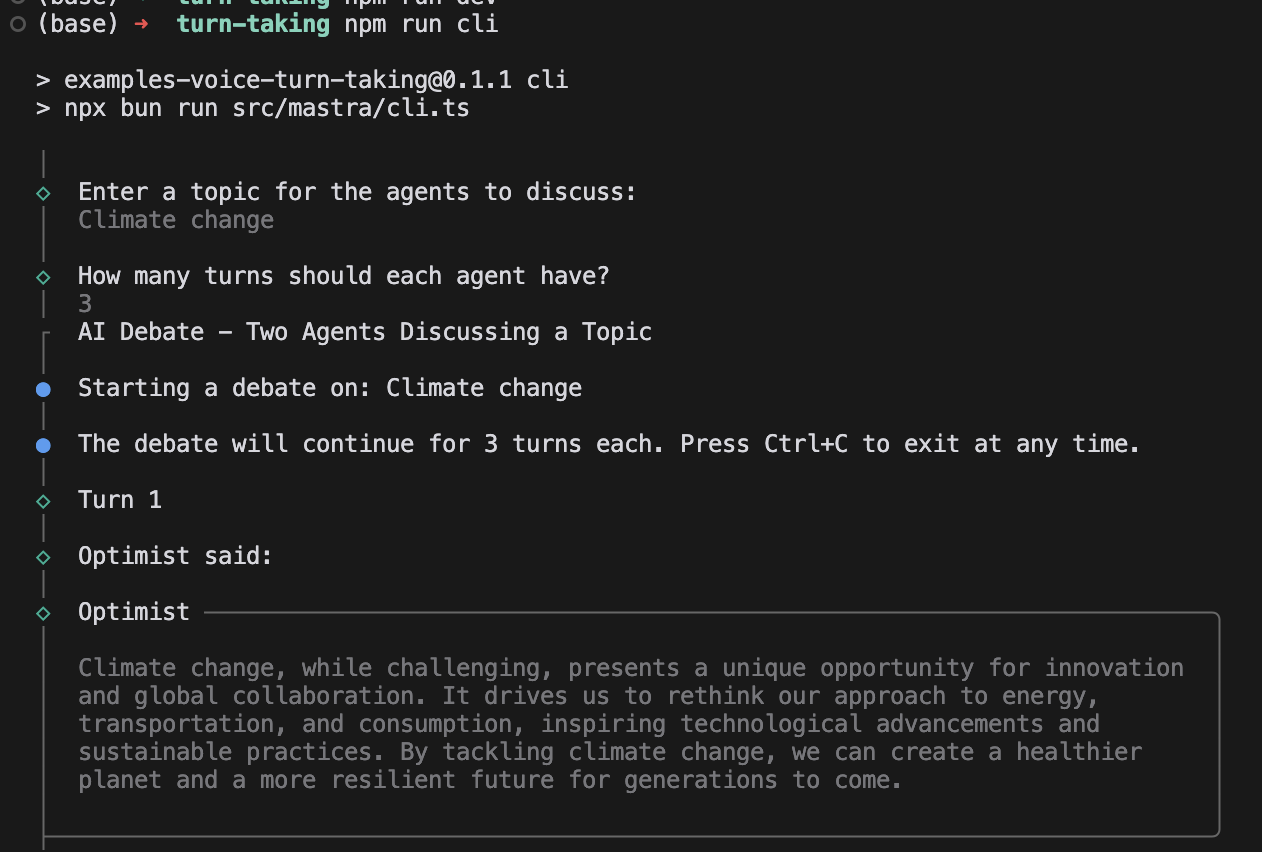 (base) → turn-taking npm run dev
(base) → turn-taking npm run cli
> examples-voice-turn-taking@0.1.1 cli
> npx bun run src/mastra/cli.ts
Enter a topic for the agents to discuss:
Climate change
How many turns should each agent have?
3
AI Debate - Two Agents Discussing a Topic
Starting a debate on: Climate change
The debate will continue for 3 turns each. Press Ctrl+C to exit at any time.
Turn 1
Optimist said:
Optimist
Climate change, while challenging, presents a unique opportunity for innovation
and global collaboration. It drives us to rethink our approach to energy,
transportation, and consumption, inspiring technological advancements and
sustainable practices. By tackling climate change, we can create a healthier
planet and a more resilient future for generations to come.